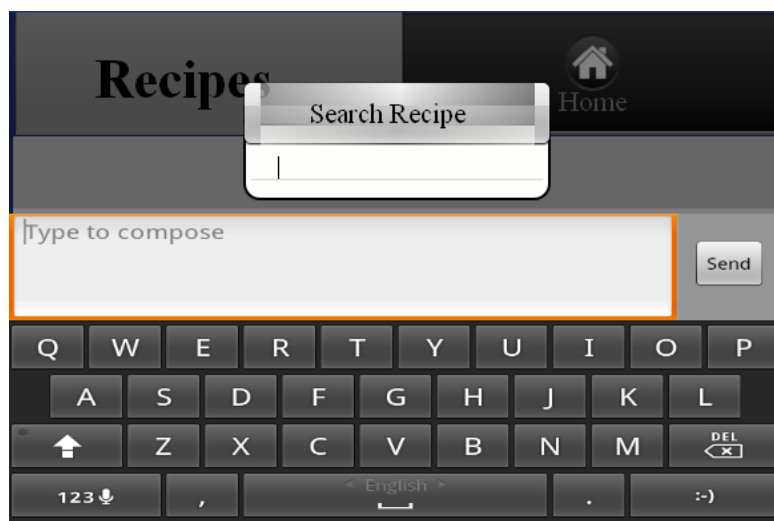 Recipes
Home
Search Recipe
Type to compose
Send
Q W E R T Y U I O P
A S D F G H J K L
Z X C V B N M DEL
123 , English . :-)